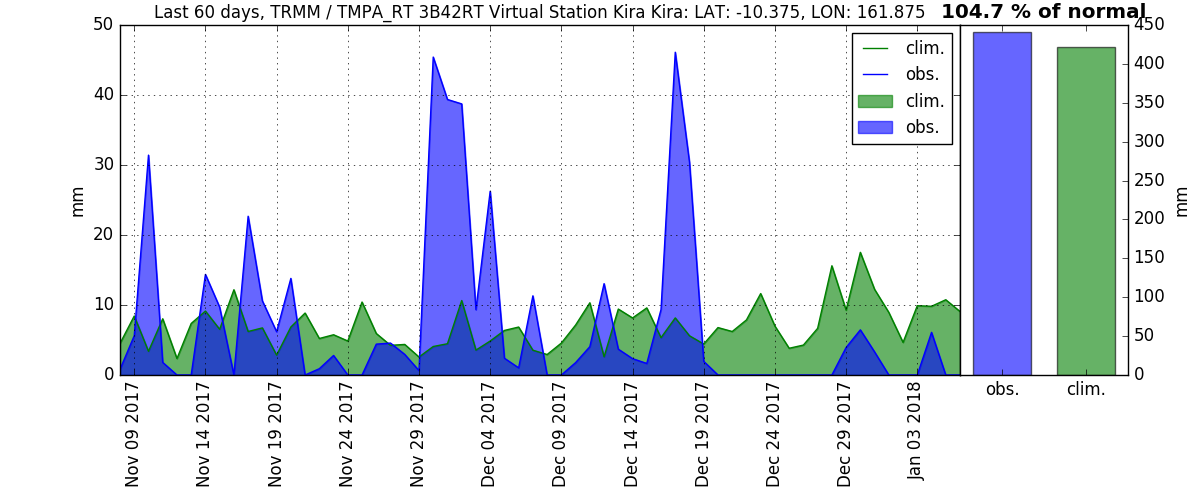 Last 60 days, TRMM / TMPA_RT 3B42RT Virtual Station Kira Kira: LAT: -10.375, LON: 161.875 104.7 % of normal
50
40
30
20
10
0
mm
clim.
obs.
clim.
obs.
450
400
350
300
250
200
150
100
50
0
mm
obs.
clim.
Nov 09 2017
Nov 14 2017
Nov 19 2017
Nov 24 2017
Nov 29 2017
Dec 04 2017
Dec 09 2017
Dec 14 2017
Dec 19 2017
Dec 24 2017
Dec 29 2017
Jan 03 2018